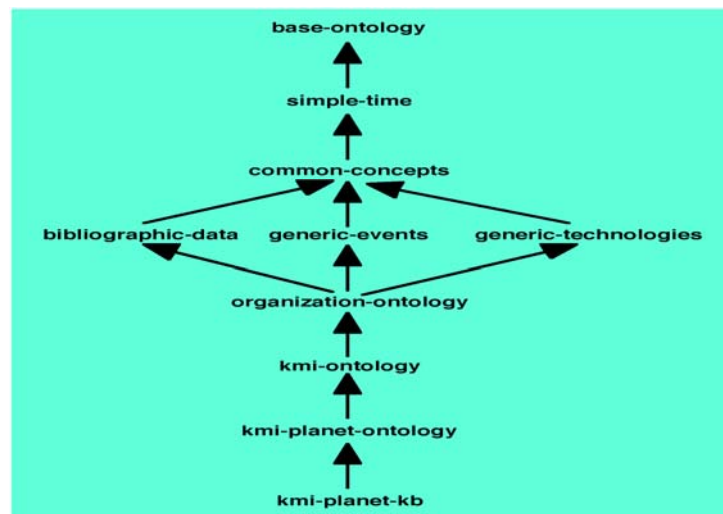 base-ontology
simple-time
common-concepts
bibliographic-data generic-events generic-technologies
organization-ontology
kmi-ontology
kmi-planet-ontology
kmi-planet-kb